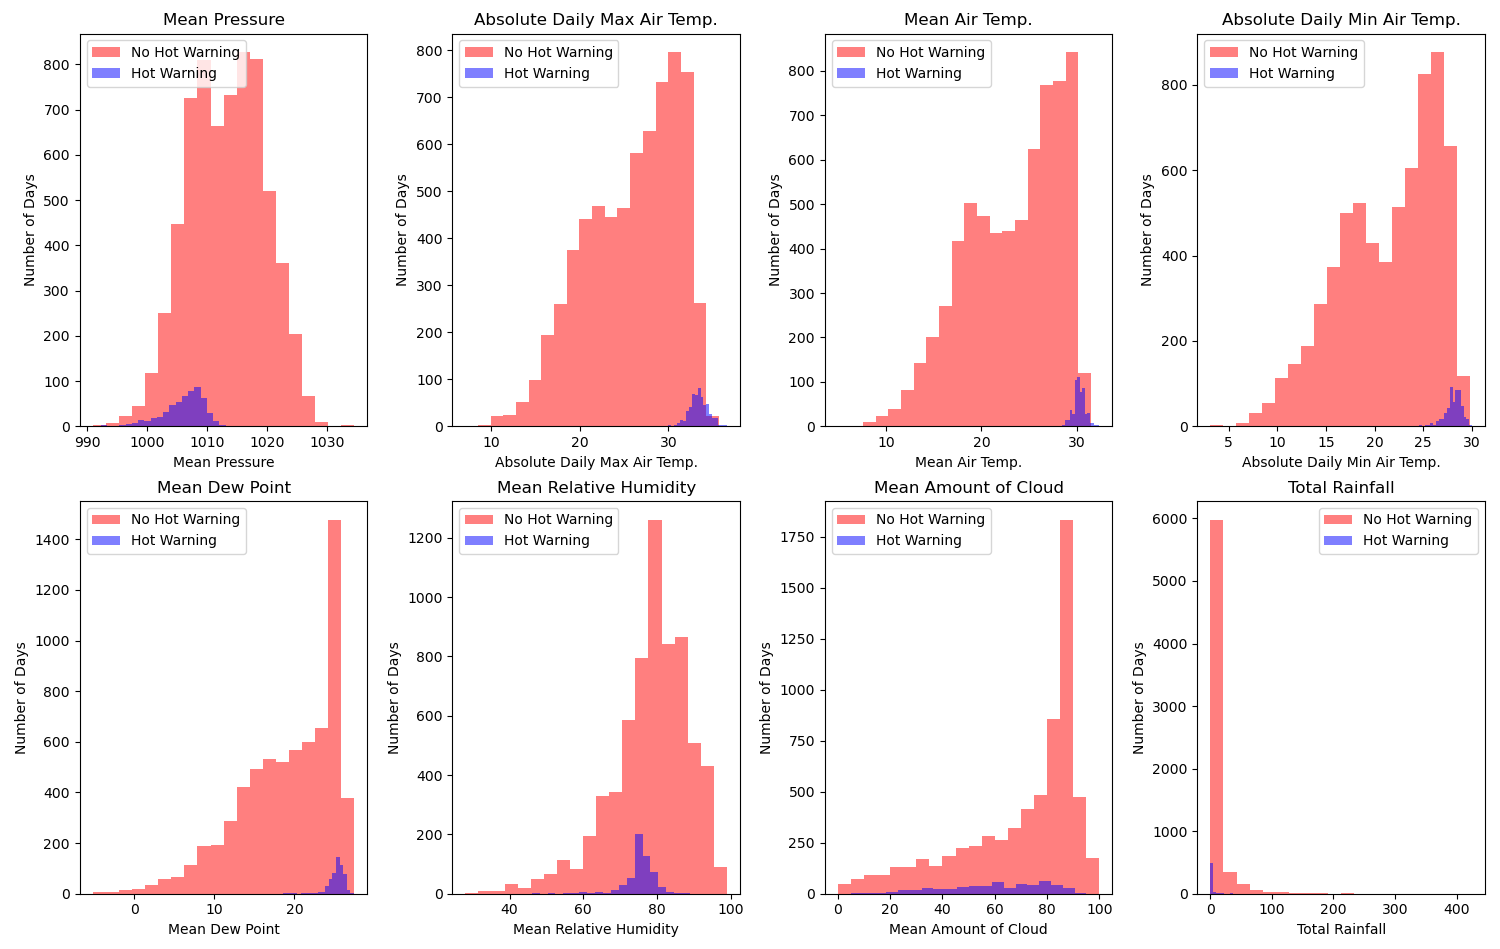 Mean Pressure
No Hot Warning
Hot Warning
Number of Days
0
100
200
300
400
500
600
700
800
990
1000
1010
1020
1030
Mean Pressure
Absolute Daily Max Air Temp.
No Hot Warning
Hot Warning
Number of Days
0
100
200
300
400
500
600
700
800
10
20
30
Absolute Daily Max Air Temp.
Mean Air Temp.
No Hot Warning
Hot Warning
Number of Days
0
100
200
300
400
500
600
700
800
10
20
30
Mean Air Temp.
Absolute Daily Min Air Temp.
No Hot Warning
Hot Warning
Number of Days
0
200
400
600
800
5
10
15
20
25
30
Absolute Daily Min Air Temp.
Mean Dew Point
No Hot Warning
Hot Warning
Number of Days
0
200
400
600
800
1000
1200
1400
0
10
20
Mean Dew Point
Mean Relative Humidity
No Hot Warning
Hot Warning
Number of Days
0
200
400
600
800
1000
1200
40
60
80
100
Mean Relative Humidity
Mean Amount of Cloud
No Hot Warning
Hot Warning
Number of Days
0
250
500
750
1000
1250
1500
1750
0
20
40
60
80
100
Mean Amount of Cloud
Total Rainfall
No Hot Warning
Hot Warning
Number of Days
0
1000
2000
3000
4000
5000
6000
0
100
200
300
400
Total Rainfall